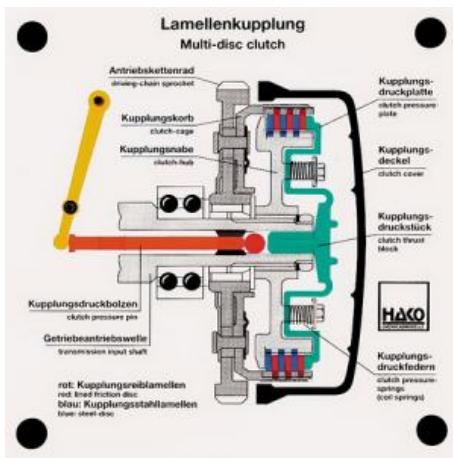 Lamellenkupplung
Multi-disc clutch
Antriebskettenrad
driving-chain sprocket
Kupplungskorb
clutch-cage
Kupplungsnabe
clutch-hub
Kupplungs-
druckplatte
clutch pressure
plate
Kupplungs-
deckel
clutch cover
Kupplungs-
druckstück
clutch thrust
block
Kupplungsdruckbolzen
clutch pressure pin
Getriebeantriebswelle
transmission input shaft
HAKO
Kupplungs-
druckfedern
clutch pressure-
springs
(coil springs)
rot: Kupplungsreiblamellen
red: lined friction disc
blau: Kupplungsstahllamellen
blue: steel-disc